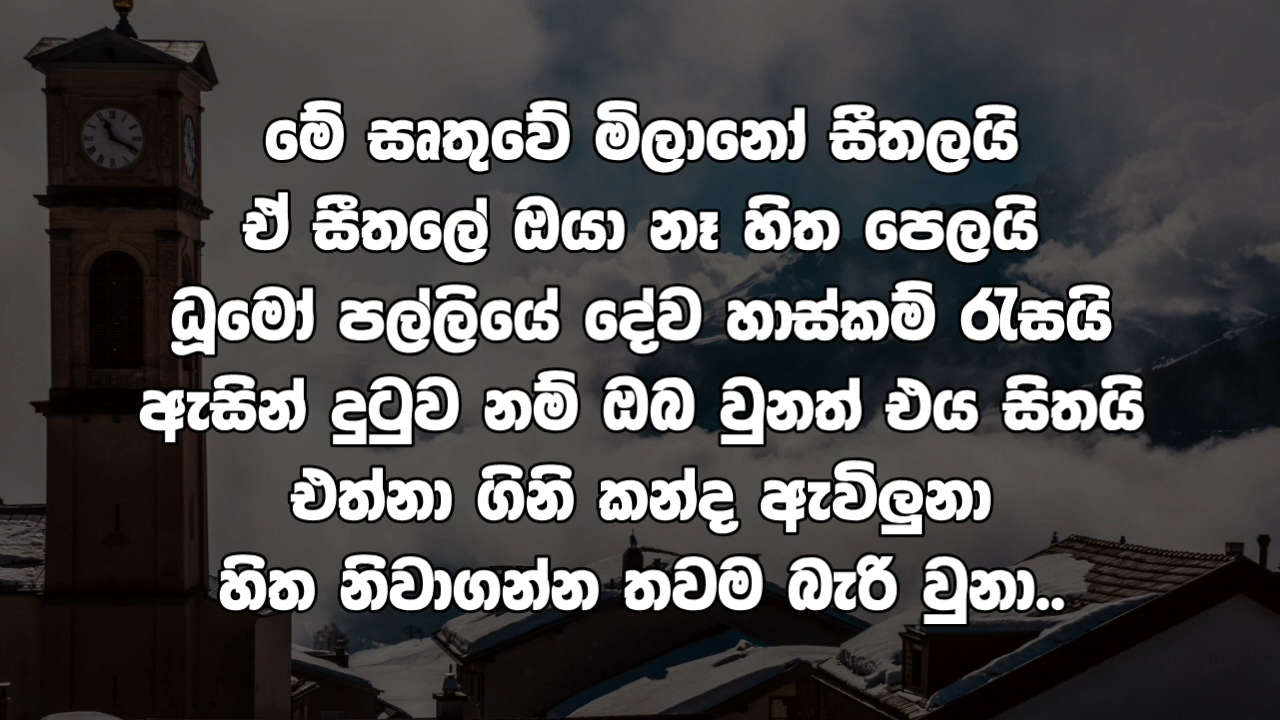 මේ සෘතුවේ මිලානෝ සීතලයි
ඒ සීතලේ ඔයා නෑ හිත පෙලයි
ධූමෝ පල්ලියේ දේව හාස්කම් රැසයි
ඇසින් දුටුව නම් ඔබ වුනත් එය සිතයි
එත්නා ගිනි කන්ද ඇවිලුනා
හිත නිවාගන්න තවම බැරි වුනා..